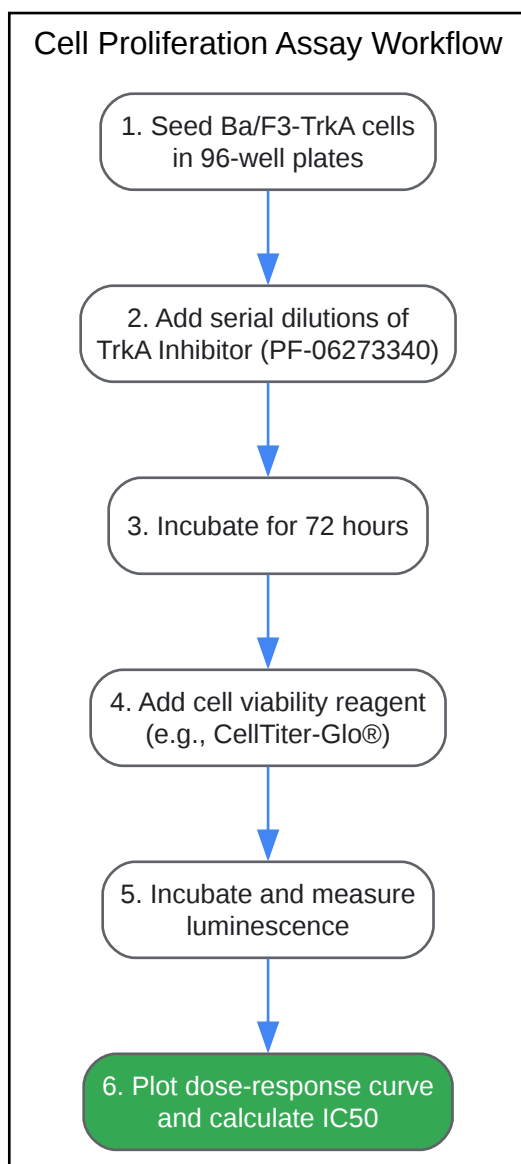 Cell Proliferation Assay Workflow
1. Seed Ba/F3-TrkA cells
in 96-well plates
2. Add serial dilutions of
TrkA Inhibitor (PF-06273340)
3. Incubate for 72 hours
4. Add cell viability reagent
(e.g., CellTiter-Glo®)
5. Incubate and measure
luminescence
6. Plot dose-response curve
and calculate IC50